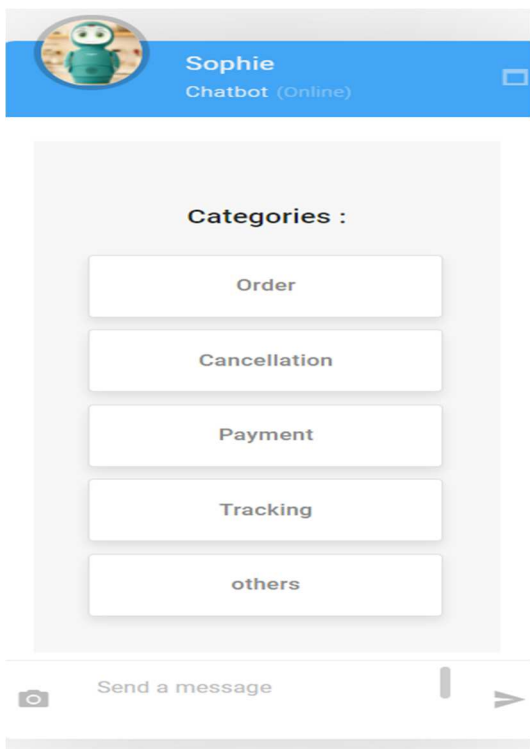 Sophie
Chatbot (Online)
Categories :
Order
Cancellation
Payment
Tracking
others
Send a message